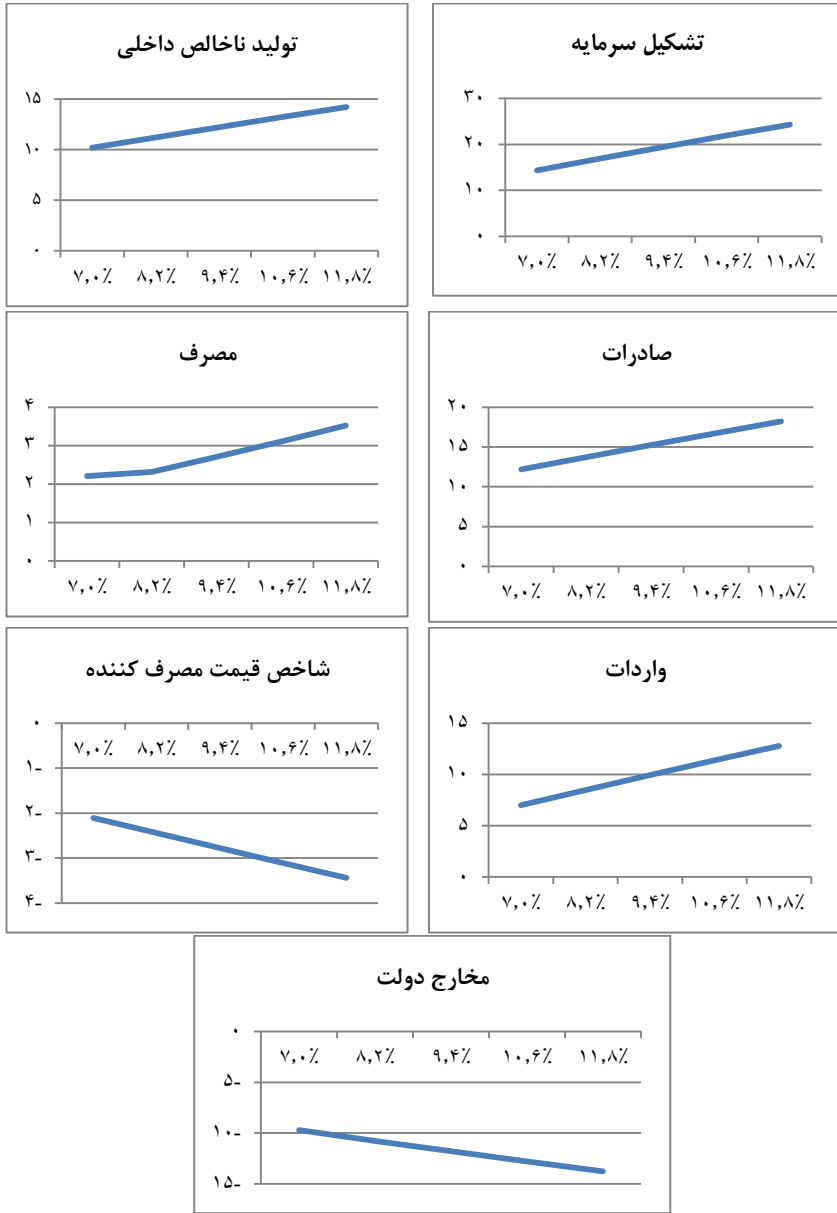 تولید ناخالص داخلی
۱۵
۱۰
۵
۰
۷,۰٪ ۸,۲٪ ۹,۴٪ ۱۰,۶٪ ۱۱,۸٪
تشکیل سرمایه
۳۰
۲۰
۱۰
۰
۷,۰٪ ۸,۲٪ ۹,۴٪ ۱۰,۶٪ ۱۱,۸٪
مصرف
۴
۳
۲
۱
۰
۷,۰٪ ۸,۲٪ ۹,۴٪ ۱۰,۶٪ ۱۱,۸٪
صادرات
۲۰
۱۵
۱۰
۵
۰
۷,۰٪ ۸,۲٪ ۹,۴٪ ۱۰,۶٪ ۱۱,۸٪
شاخص قیمت مصرف کننده
۰
۷,۰٪ ۸,۲٪ ۹,۴٪ ۱۰,۶٪ ۱۱,۸٪
۱-
۲-
۳-
۴-
واردات
۱۵
۱۰
۵
۰
۷,۰٪ ۸,۲٪ ۹,۴٪ ۱۰,۶٪ ۱۱,۸٪
مخارج دولت
۰
۷,۰٪ ۸,۲٪ ۹,۴٪ ۱۰,۶٪ ۱۱,۸٪
۵-
۱۰-
۱۵-